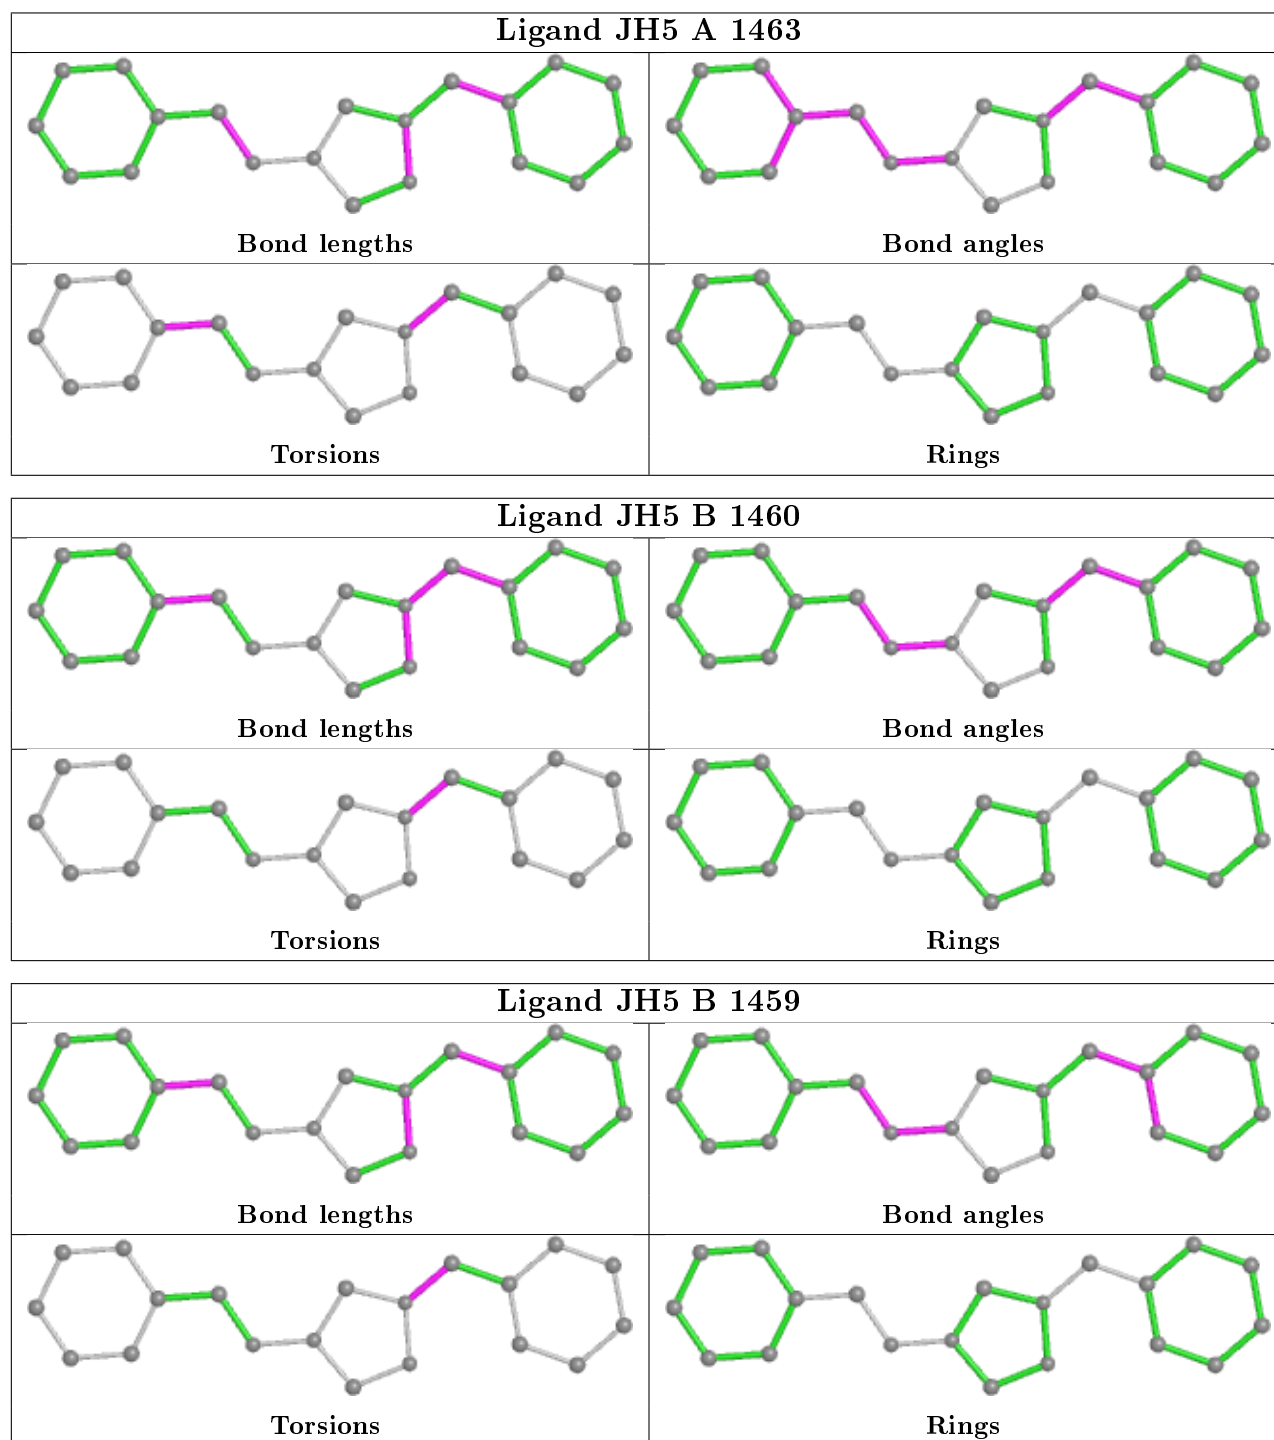 Ligand JH5 A 1463
Bond lengths
Bond angles
Torsions
Rings
Ligand JH5 B 1460
Bond lengths
Bond angles
Torsions
Rings
Ligand JH5 B 1459
Bond lengths
Bond angles
Torsions
Rings